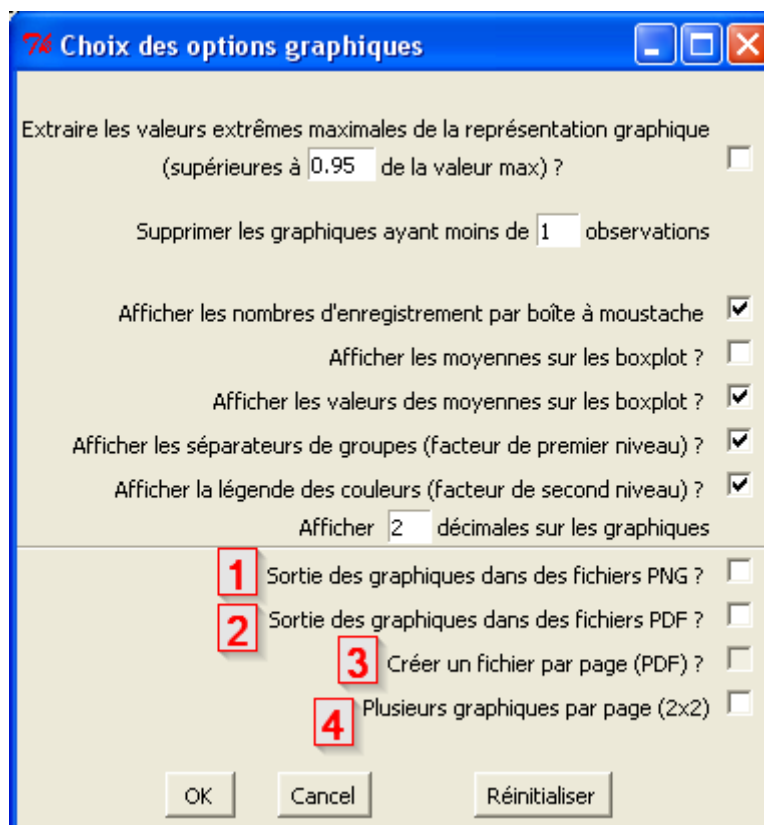 7% Choix des options graphiques
Extraire les valeurs extrêmes maximales de la représentation graphique
(supérieures à 0.95 de la valeur max) ?
Supprimer les graphiques ayant moins de 1 observations
Afficher les nombres d'enregistrement par boîte à moustache
Afficher les moyennes sur les boxplot ?
Afficher les valeurs des moyennes sur les boxplot ?
Afficher les séparateurs de groupes (facteur de premier niveau) ?
Afficher la légende des couleurs (facteur de second niveau) ?
Afficher 2 décimales sur les graphiques
1 Sortie des graphiques dans des fichiers PNG ?
2 Sortie des graphiques dans des fichiers PDF ?
3 Créer un fichier par page (PDF) ?
4 Plusieurs graphiques par page (2x2)
OK Cancel Réinitialiser